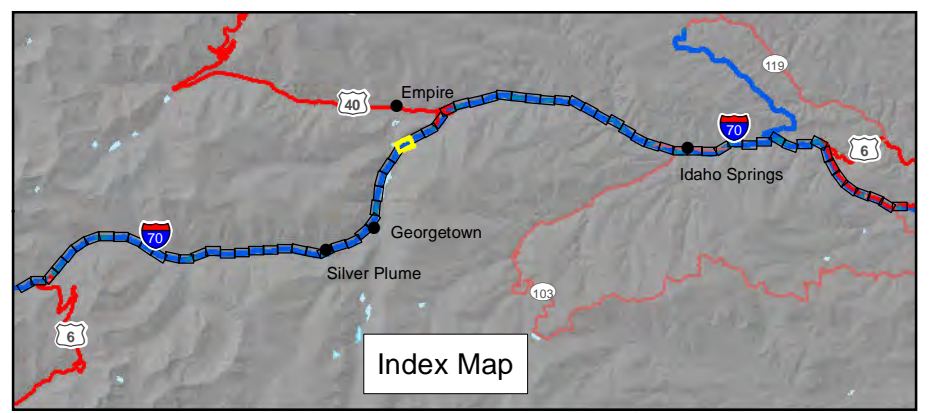 119
Empire
40
70
6
Idaho Springs
Georgetown
70
Silver Plume
103
6
Index Map